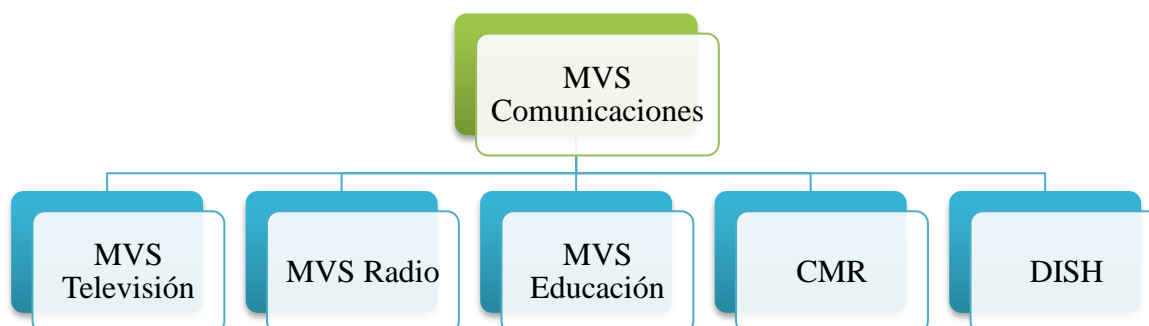 MVS
Comunicaciones
MVS
Televisión
MVS Radio
MVS
Educación
CMR
DISH